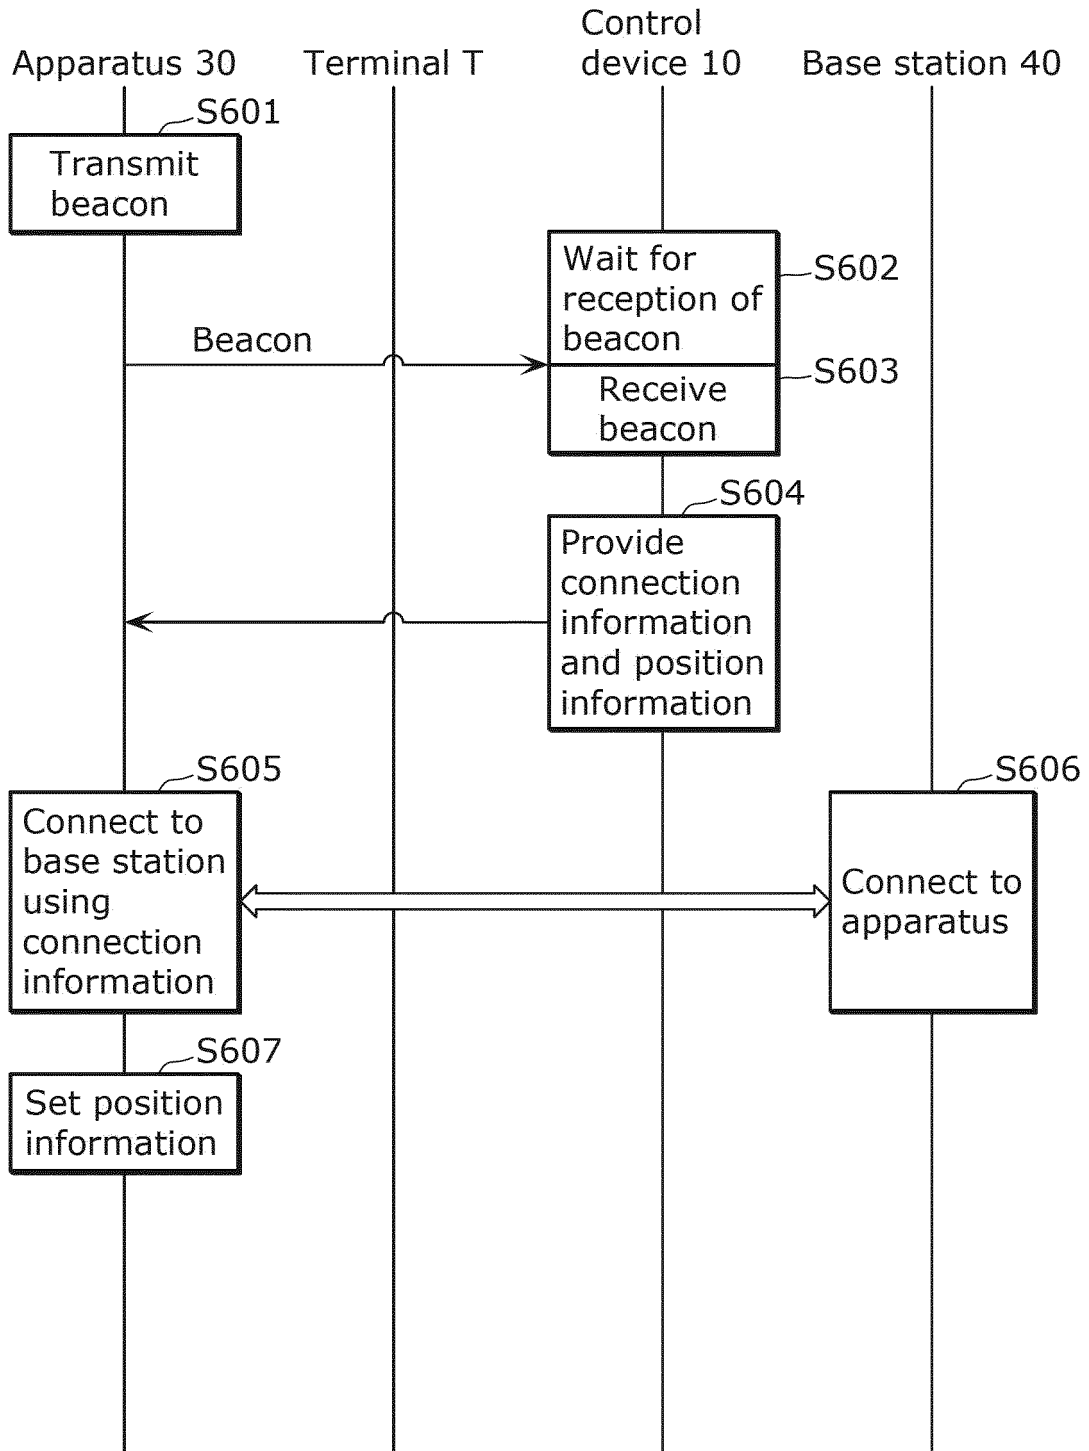 Apparatus 30
Terminal T
Control
device 10
Base station 40
S601
Transmit
beacon
Wait for
reception of
beacon
S602
Beacon
S603
Receive
beacon
S604
Provide
connection
information
and position
information
S605
Connect to
base station
using
connection
information
S606
Connect to
apparatus
S607
Set position
information